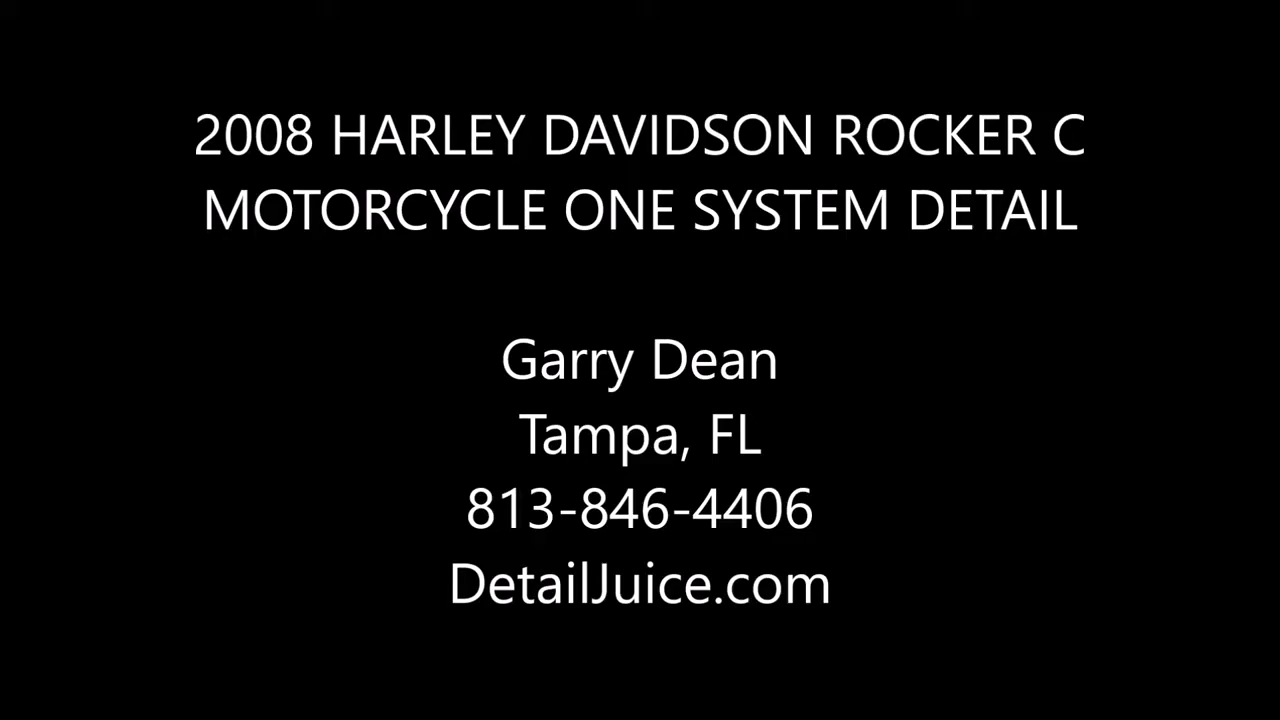 2008 HARLEY DAVIDSON ROCKER C
MOTORCYCLE ONE SYSTEM DETAIL
Garry Dean
Tampa, FL
813-846-4406
DetailJuice.com